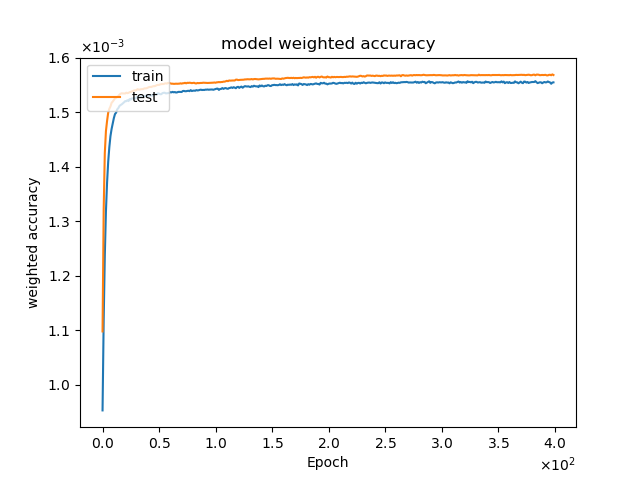 model weighted accuracy
×10⁻³
1.6
1.5
1.4
1.3
1.2
1.1
1.0
weighted accuracy
train
test
0.0 0.5 1.0 1.5 2.0 2.5 3.0 3.5 4.0
Epoch
×10²